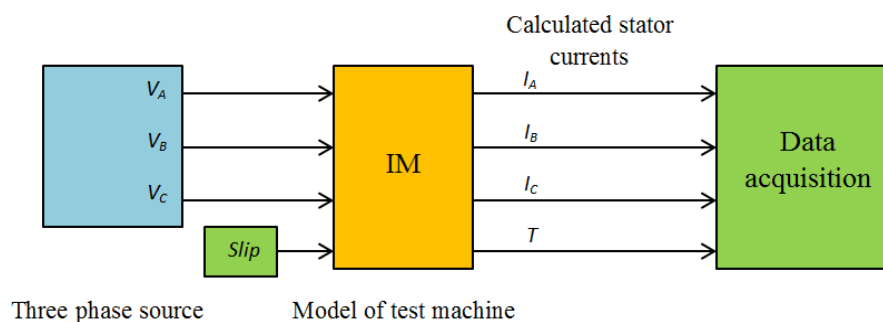 Calculated stator
currents
V_A
I_A
V_B
I_B
IM
Data
acquisition
V_C
I_C
Slip
T
Three phase source
Model of test machine